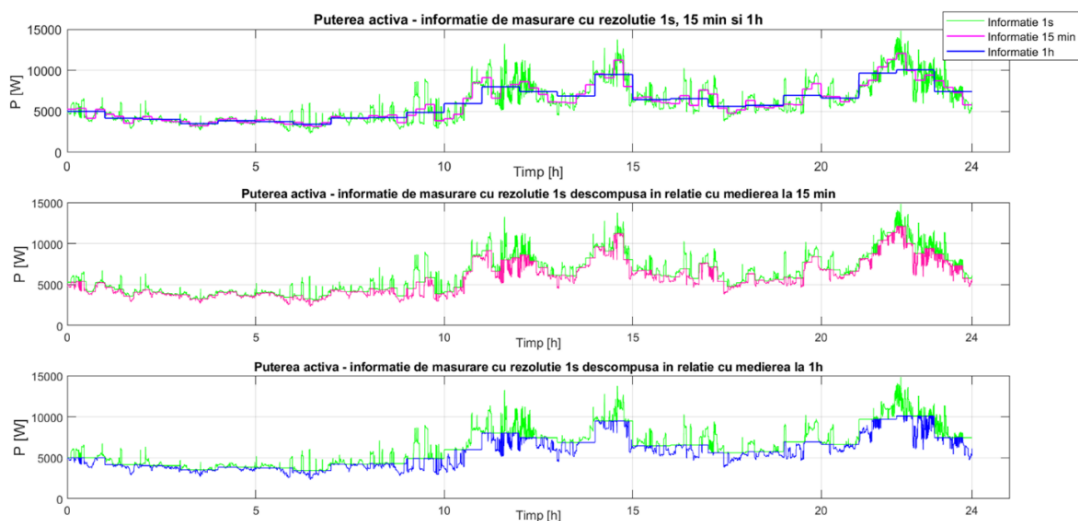 Puterea activa - informatie de masurare cu rezolutie 1s, 15 min si 1h
Informatie 1s
Informatie 15 min
Informatie 1h
15000
10000
5000
0
P [W]
0 5 10 15 20 24
Timp [h]
Puterea activa - informatie de masurare cu rezolutie 1s descompusa in relatie cu medierea la 15 min
15000
10000
5000
0
P [W]
0 5 10 15 20 24
Timp [h]
Puterea activa - informatie de masurare cu rezolutie 1s descompusa in relatie cu medierea la 1h
15000
10000
5000
0
P [W]
0 5 10 15 20 24
Timp [h]